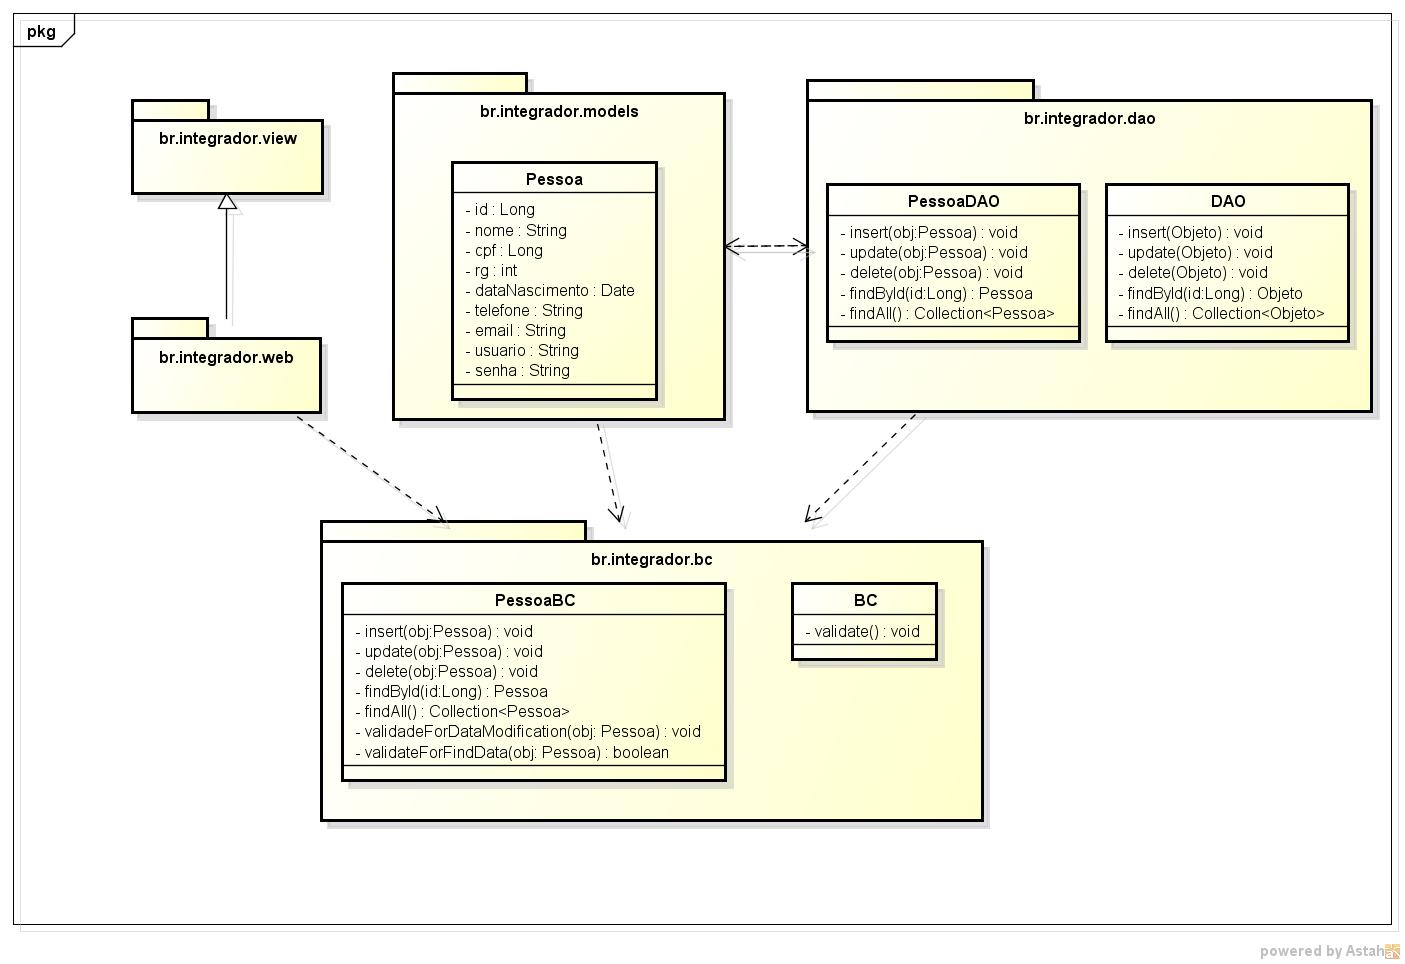 pkg
br.integrador.view
br.integrador.web
br.integrador.models
Pessoa
- id : Long
- nome : String
- cpf : Long
- rg : int
- dataNascimento : Date
- telefone : String
- email : String
- usuario : String
- senha : String
br.integrador.dao
PessoaDAO
- insert(obj:Pessoa) : void
- update(obj:Pessoa) : void
- delete(obj:Pessoa) : void
- findById(id:Long) : Pessoa
- findAll() : Collection<Pessoa>
DAO
- insert(Objeto) : void
- update(Objeto) : void
- delete(Objeto) : void
- findById(id:Long) : Objeto
- findAll() : Collection<Objeto>
br.integrador.bc
PessoaBC
- insert(obj:Pessoa) : void
- update(obj:Pessoa) : void
- delete(obj:Pessoa) : void
- findById(id:Long) : Pessoa
- findAll() : Collection<Pessoa>
- validadeForDataModification(obj: Pessoa) : void
- validateForFindData(obj: Pessoa) : boolean
BC
- validate() : void
powered by Astah